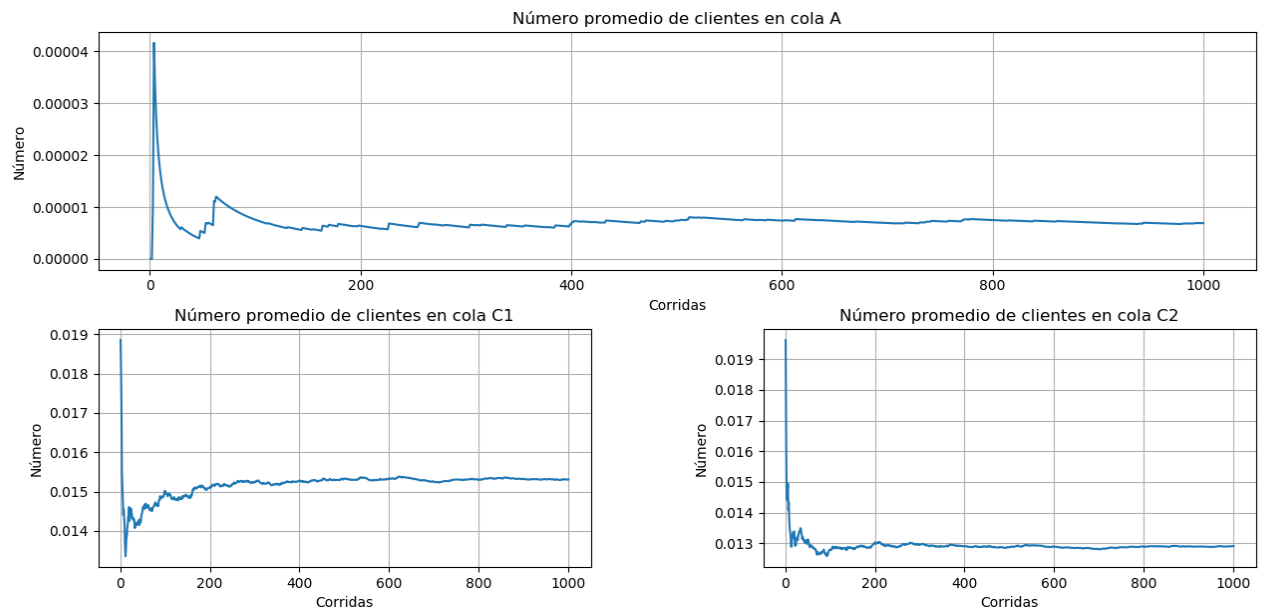 Número promedio de clientes en cola A
Número
0.00004
0.00003
0.00002
0.00001
0.00000
0 200 400 600 800 1000
Corridas
Número promedio de clientes en cola C1
Número
0.019
0.018
0.017
0.016
0.015
0.014
0 200 400 600 800 1000
Corridas
Número promedio de clientes en cola C2
Número
0.019
0.018
0.017
0.016
0.015
0.014
0.013
0 200 400 600 800 1000
Corridas